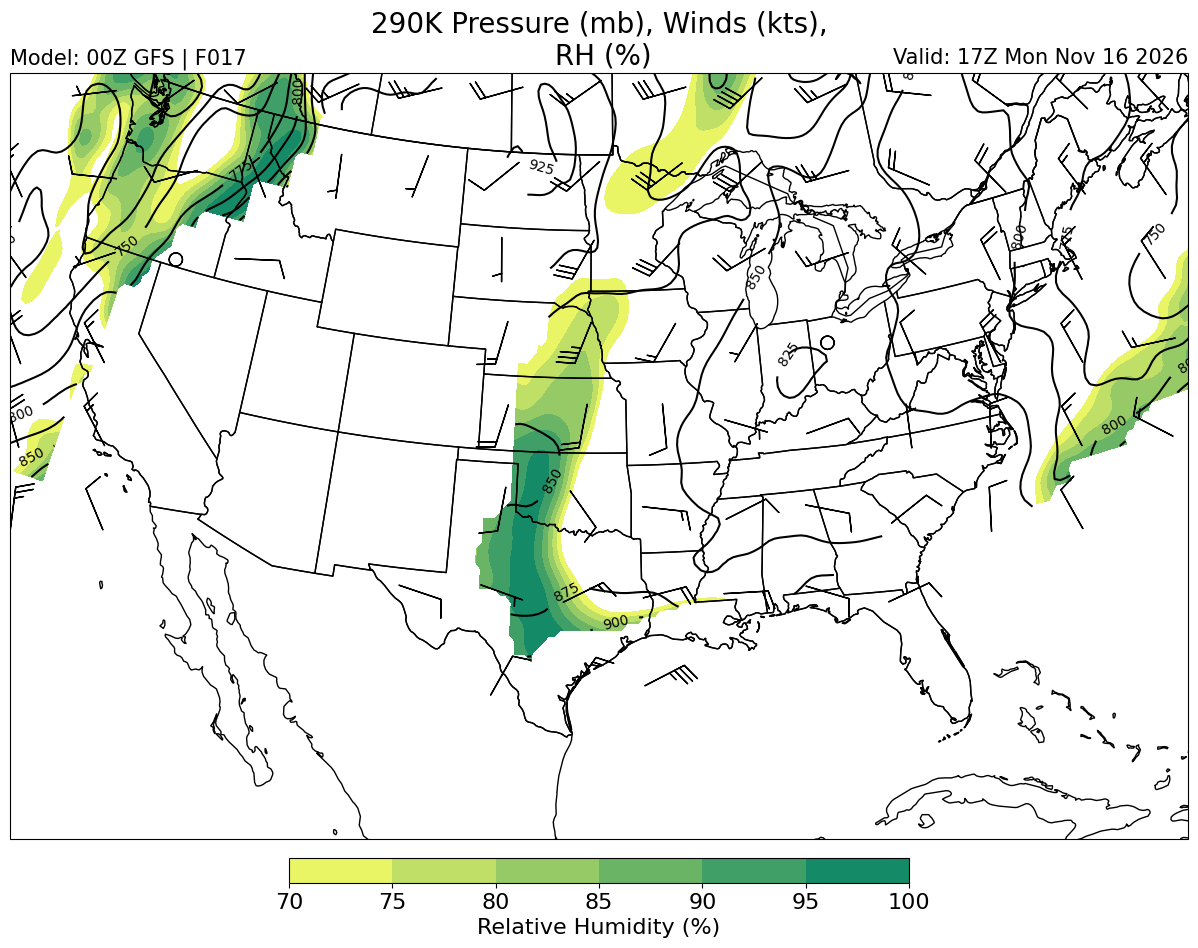 290K Pressure (mb), Winds (kts),
RH (%)
Model: 00Z GFS | F017
Valid: 17Z Mon Nov 16 2026
800
925
775
750
750
800
850
825
850
800
850
800
875
900
70 75 80 85 90 95 100
Relative Humidity (%)